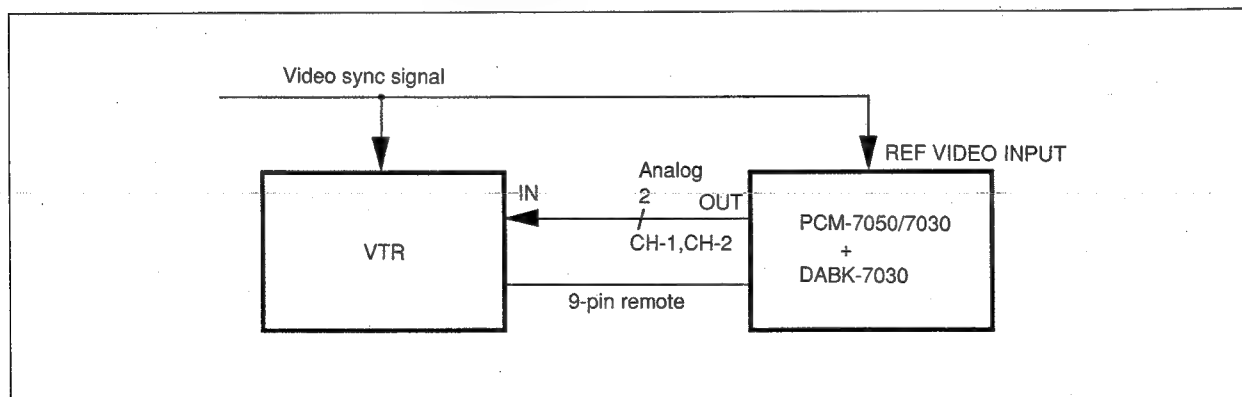 Video sync signal
REF VIDEO INPUT
Analog
IN
2
OUT
CH-1,CH-2
VTR
PCM-7050/7030
+
DABK-7030
9-pin remote